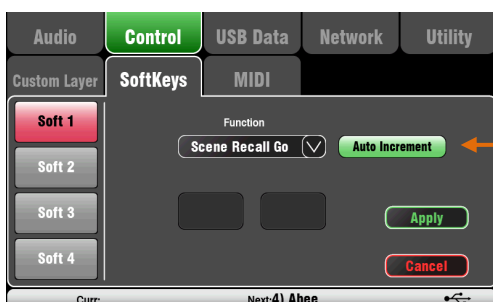 Audio Control USB Data Network Utility
Custom Layer SoftKeys MIDI
Soft 1
Function
Scene Recall Go Auto Increment
Soft 2
Soft 3
Apply
Soft 4
Cancel
Curr: Next:4) Abee